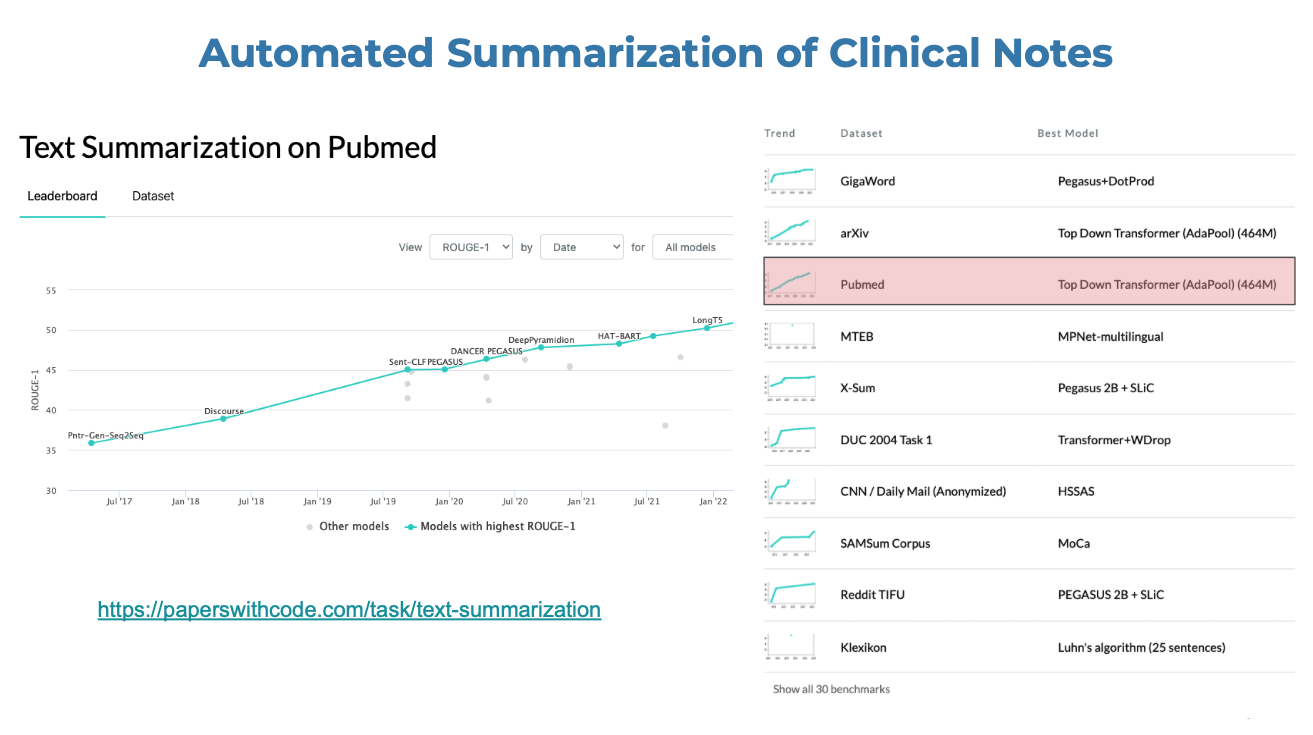 Automated Summarization of Clinical Notes
Text Summarization on Pubmed
Leaderboard Dataset
View ROUGE-1 by Date for All models
55
50
45
40
35
30
ROUGE-1
Pntr-Gen-Seq2Seq
Discourse
Sent-CLF
PEGASUS
DANCER PEGASUS
DeepPyramidion
HAT-BART
LongT5
Jul '17 Jan '18 Jul '18 Jan '19 Jul '19 Jan '20 Jul '20 Jan '21 Jul '21 Jan '22
Other models Models with highest ROUGE-1
https://paperswithcode.com/task/text-summarization
Trend Dataset Best Model
GigaWord Pegasus+DotProd
arXiv Top Down Transformer (AdaPool) (464M)
Pubmed Top Down Transformer (AdaPool) (464M)
MTEB MPNet-multilingual
X-Sum Pegasus 2B + SLiC
DUC 2004 Task 1 Transformer+WDrop
CNN / Daily Mail (Anonymized) HSSAS
SAMSum Corpus MoCa
Reddit TIFU PEGASUS 2B + SLiC
Klexikon Luhn's algorithm (25 sentences)
Show all 30 benchmarks